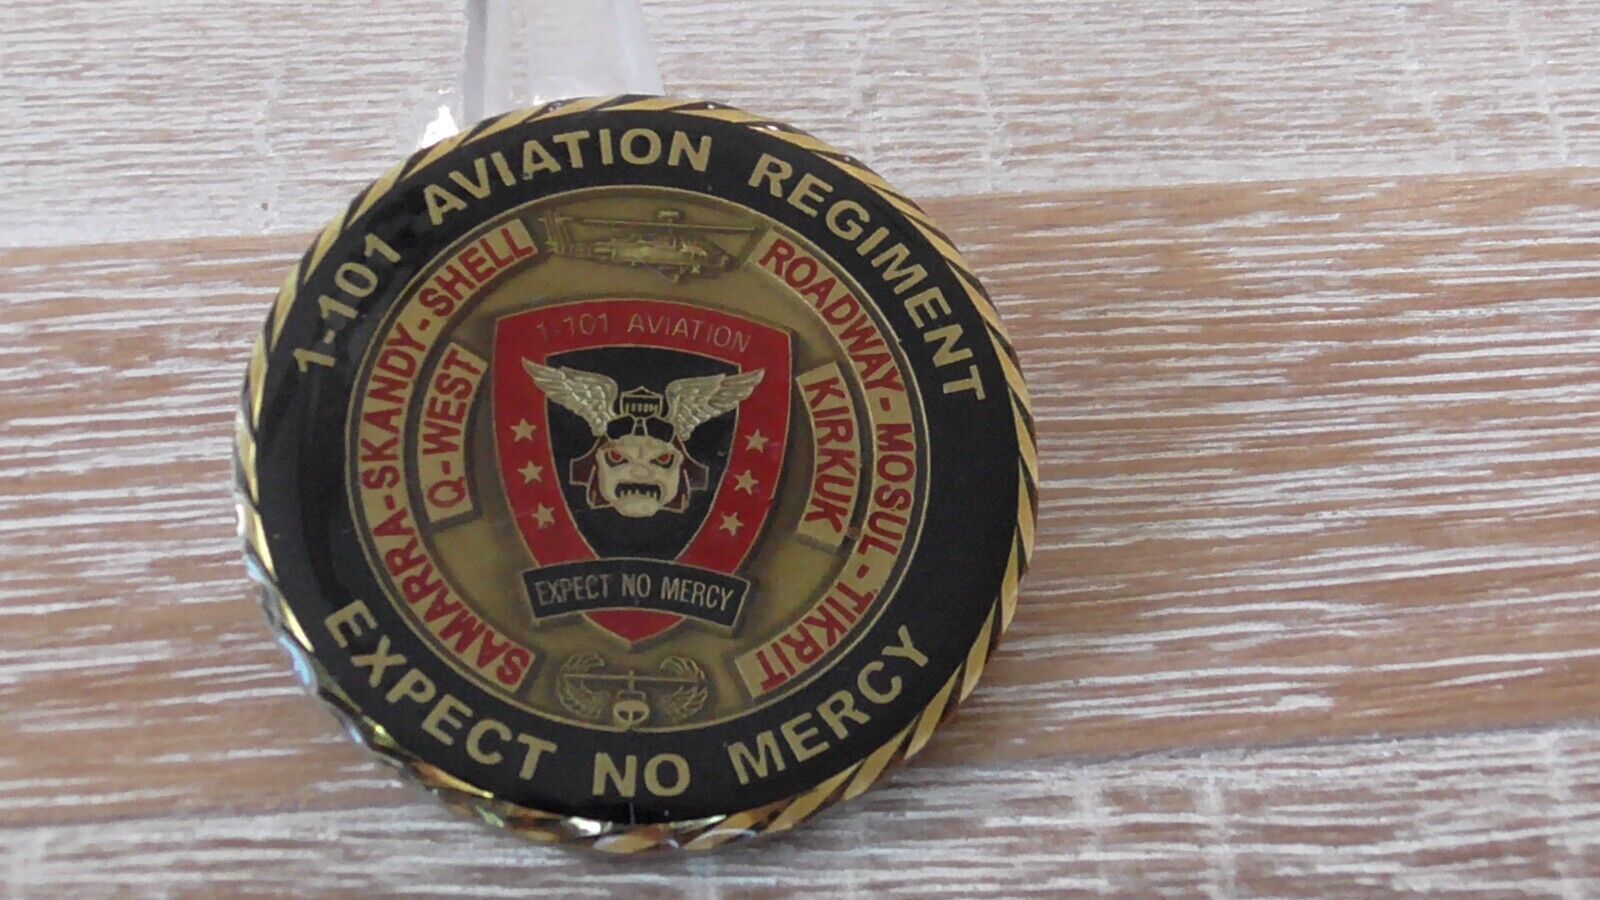 1-101 AVIATION REGIMENT
SAMARRA-SKANDY-SHELL
ROADWAY-MOSUL-TIKRIT
Q-WEST
KIRKUK
1-101 AVIATION
EXPECT NO MERCY
EXPECT NO MERCY